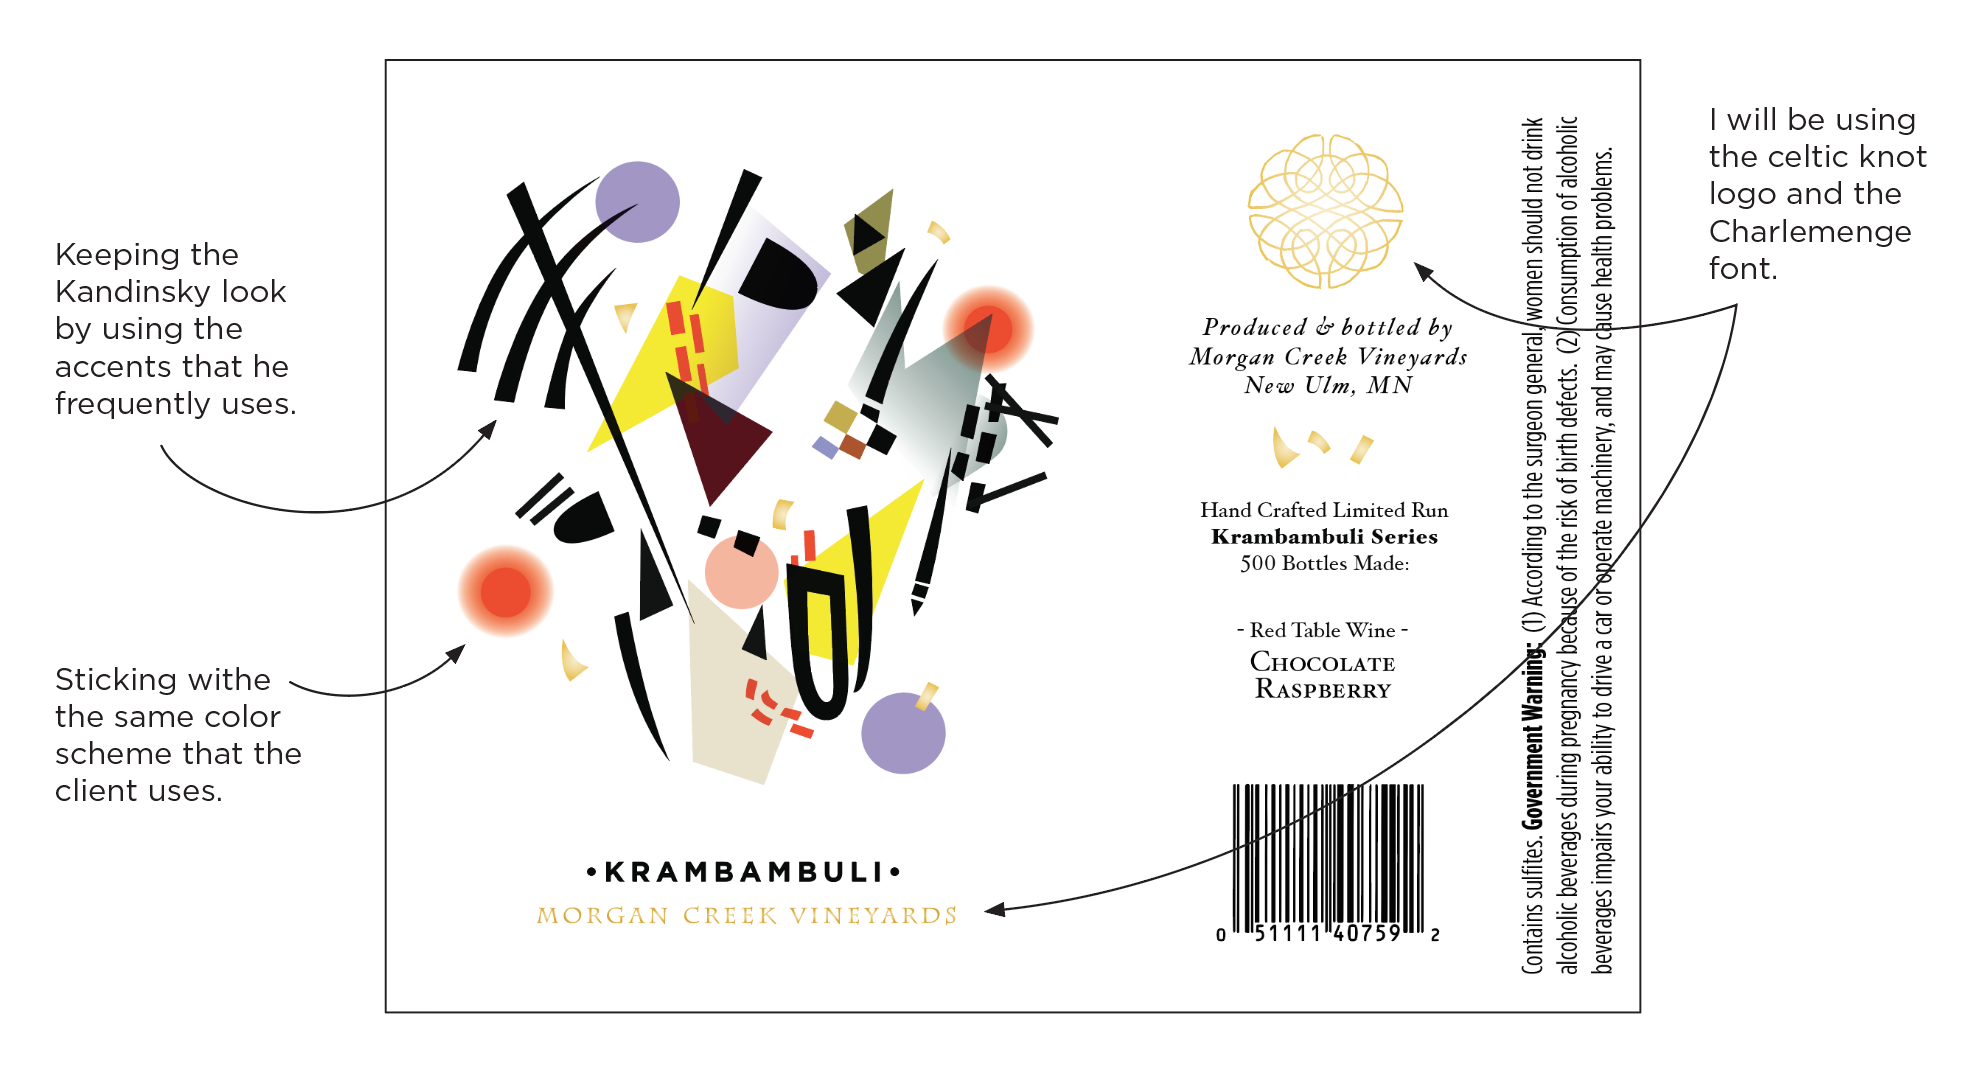 Keeping the
Kandinsky look
by using the
accents that he
frequently uses.
Sticking withe
the same color
scheme that the
client uses.
•KRAMBAMBULI•
MORGAN CREEK VINEYARDS
Produced & bottled by
Morgan Creek Vineyards
New Ulm, MN
Hand Crafted Limited Run
Krambambuli Series
500 Bottles Made:
- Red Table Wine -
CHOCOLATE
RASPBERRY
0 51111 40759 2
Contains sulfites. Government Warning: (1) According to the surgeon general, women should not drink
alcoholic beverages during pregnancy because of the risk of birth defects. (2) Consumption of alcoholic
beverages impairs your ability to drive a car or operate machinery, and may cause health problems.
I will be using
the celtic knot
logo and the
Charlemenge
font.